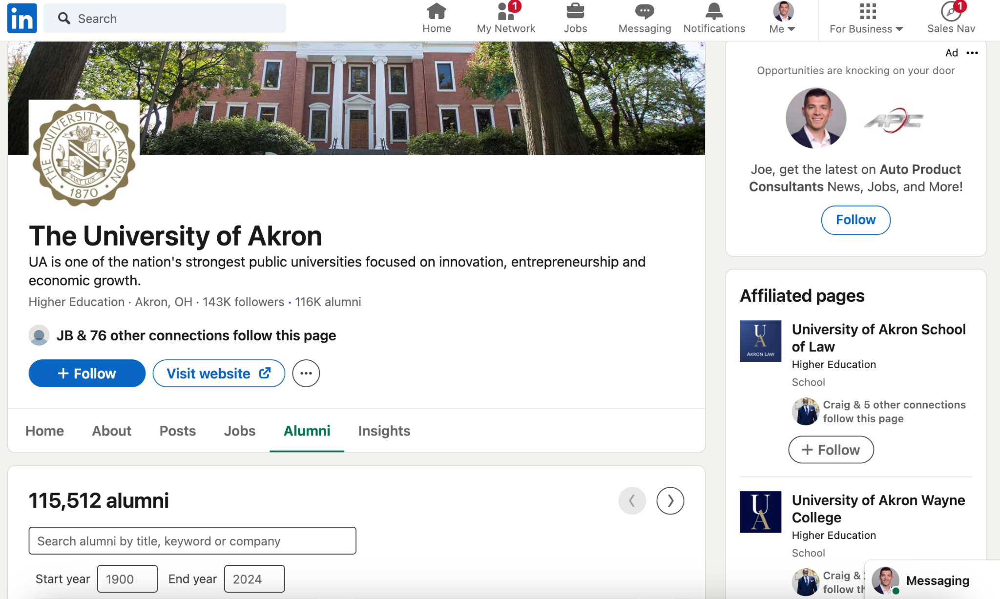 in
Search
Home
1
My Network
Jobs
Messaging
Notifications
Me
For Business
1
Sales Nav
THE UNIVERSITY OF AKRON
FIAT LUX
1870
The University of Akron
UA is one of the nation's strongest public universities focused on innovation, entrepreneurship and
economic growth.
Higher Education · Akron, OH · 143K followers · 116K alumni
JB & 76 other connections follow this page
+ Follow
Visit website
Home About Posts Jobs Alumni Insights
115,512 alumni
Search alumni by title, keyword or company
Start year 1900 End year 2024
Ad
Opportunities are knocking on your door
APC
Joe, get the latest on Auto Product
Consultants News, Jobs, and More!
Follow
Affiliated pages
UA
AKRON LAW
University of Akron School
of Law
Higher Education
School
Craig & 5 other connections
follow this page
+ Follow
UA
University of Akron Wayne
College
Higher Education
School
Craig &
follow
Messaging